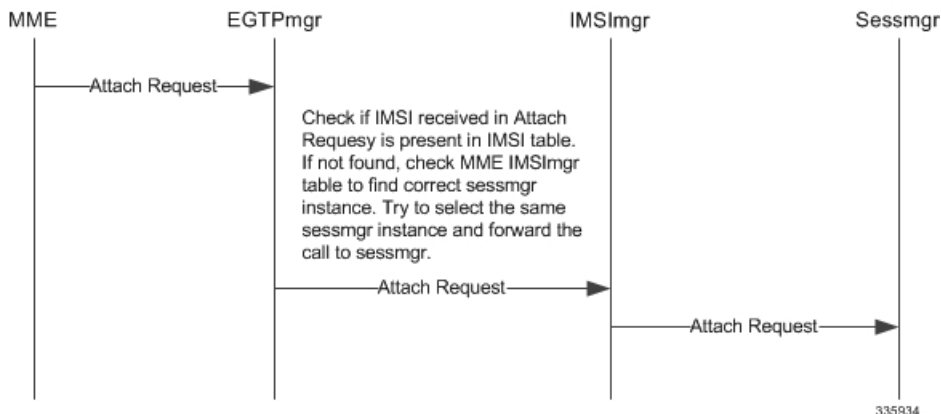 MME
EGTPmgr
IMSImgr
Sessmgr
Attach Request
Check if IMSI received in Attach
Requesy is present in IMSI table.
If not found, check MME IMSImgr
table to find correct sessmgr
instance. Try to select the same
sessmgr instance and forward the
call to sessmgr.
Attach Request
Attach Request
335934